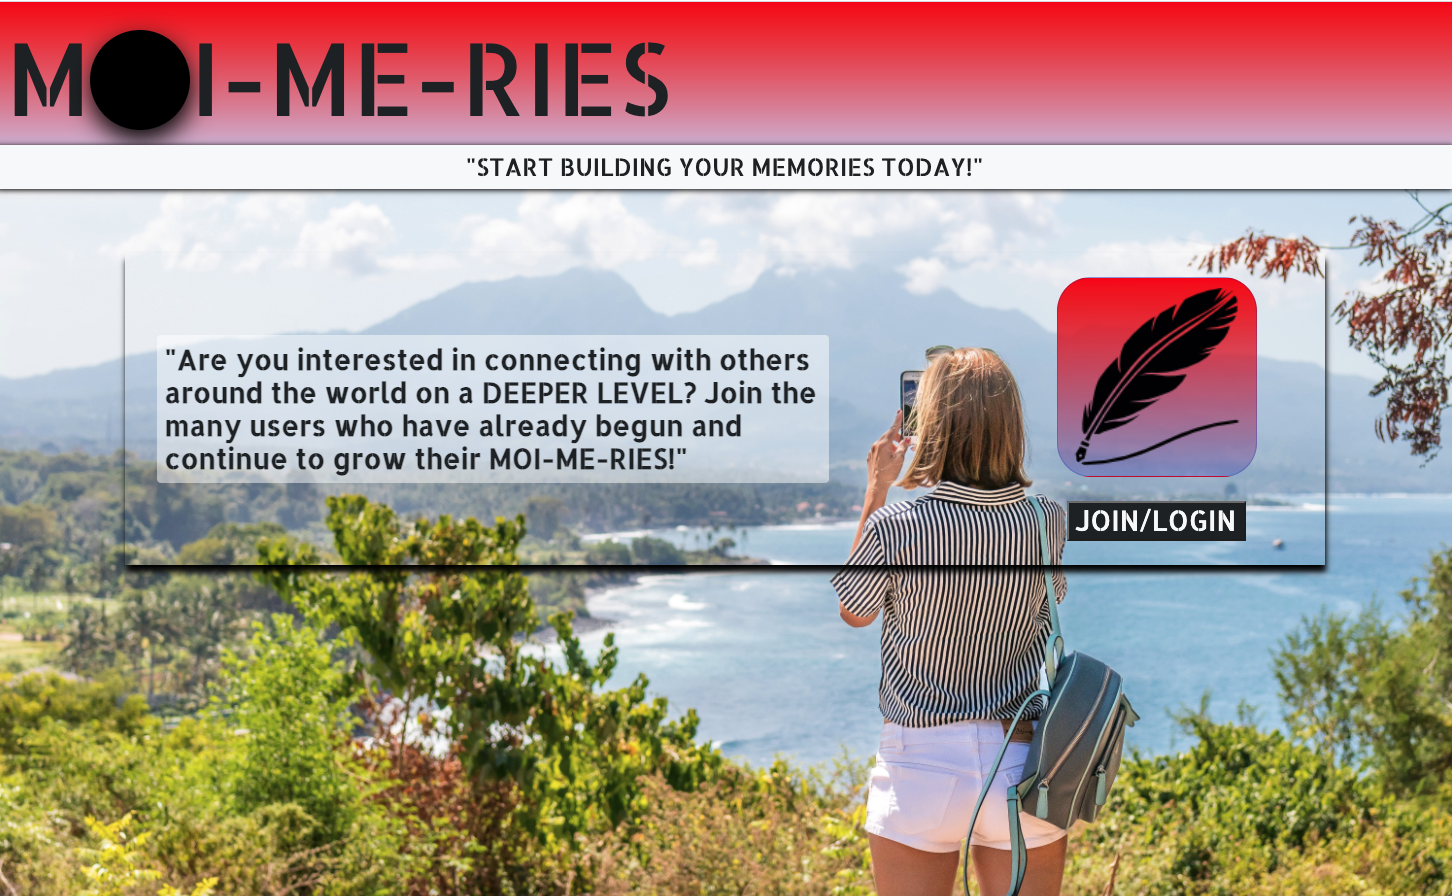 MOI-ME-RIES
"START BUILDING YOUR MEMORIES TODAY!"
"Are you interested in connecting with others
around the world on a DEEPER LEVEL? Join the
many users who have already begun and
continue to grow their MOI-ME-RIES!"
JOIN/LOGIN